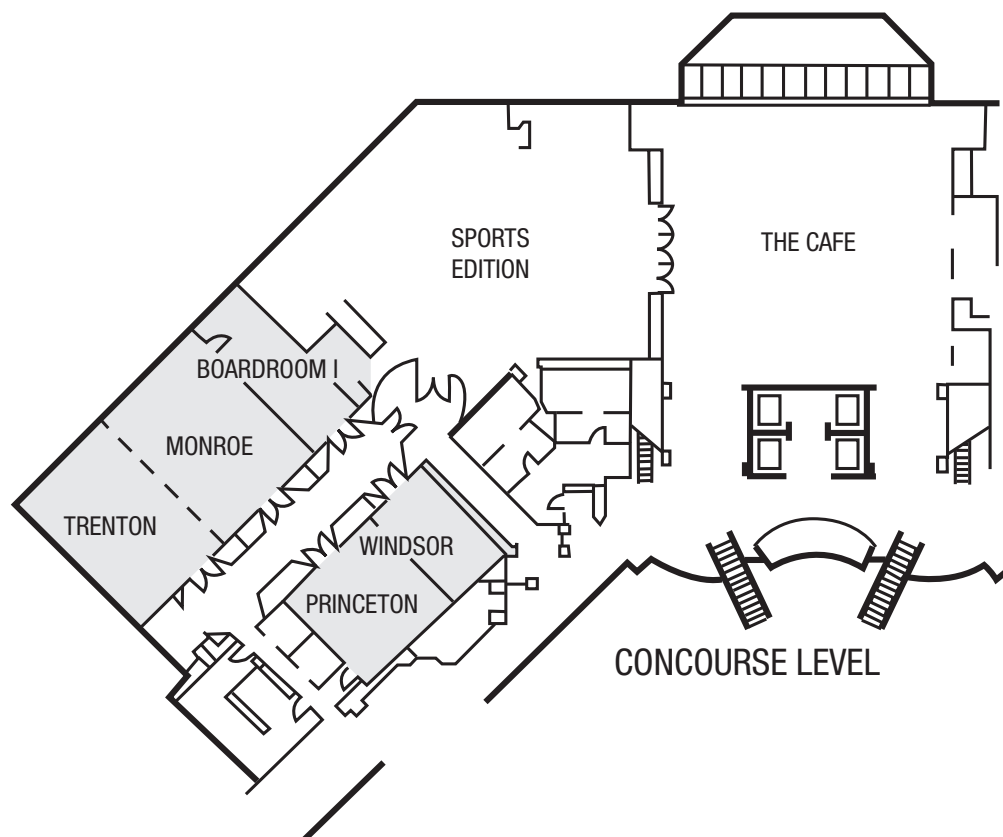 SPORTS
EDITION
THE CAFE
BOARDROOM I
MONROE
TRENTON
WINDSOR
PRINCETON
CONCOURSE LEVEL